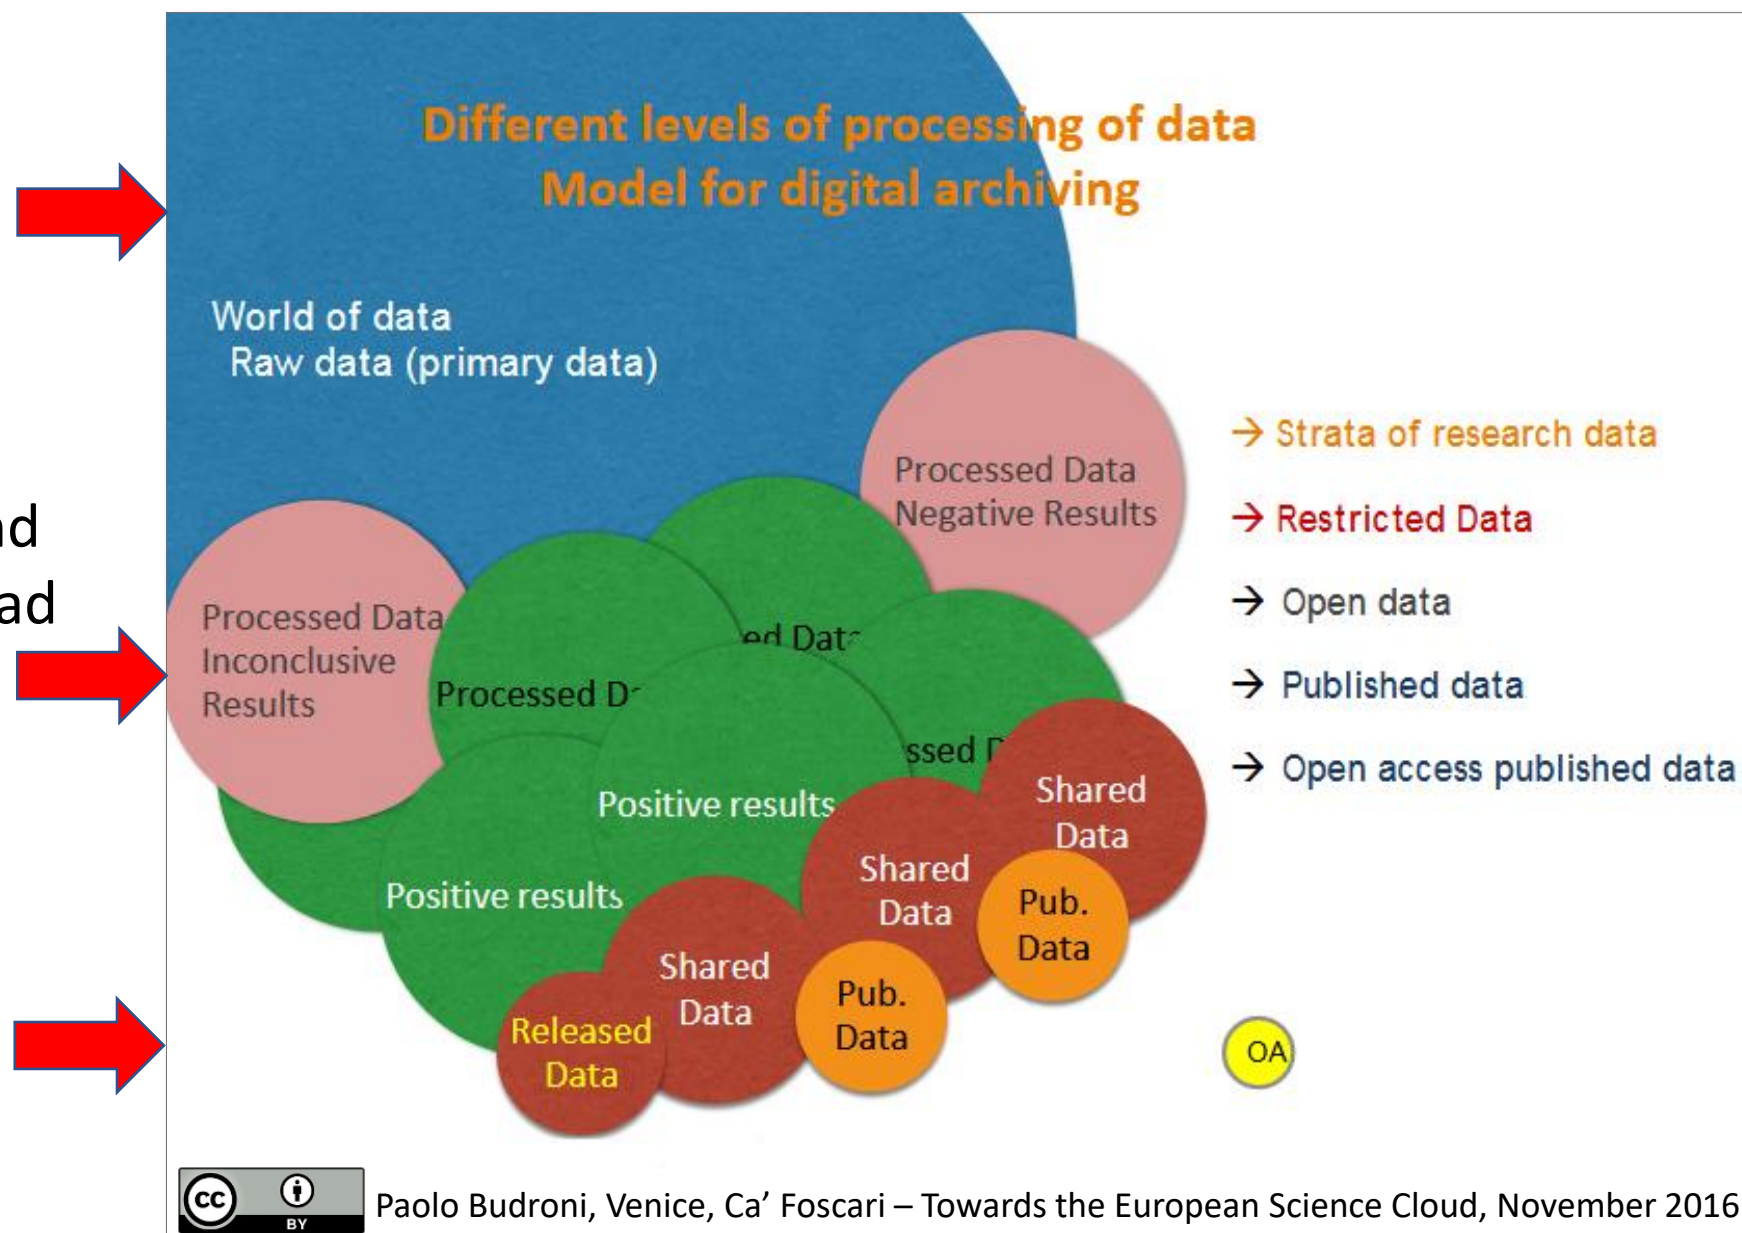 Different levels of processing of data
Model for digital archiving
World of data
Raw data (primary data)
Processed Data
Negative Results
Processed Data
Inconclusive
Results
Processed
Positive results
Positive results
Shared
Data
Shared
Data
Shared
Data
Pub.
Data
Pub.
Data
Released
Data
OA
→ Strata of research data
→ Restricted Data
→ Open data
→ Published data
→ Open access published data
cc
BY
Paolo Budroni, Venice, Ca’ Foscari – Towards the European Science Cloud, November 2016